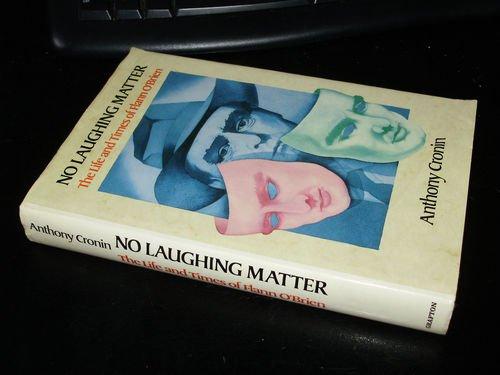 NO LAUGHING MATTER
The Life and Times of Flann O'Brien
Anthony Cronin
Anthony Cronin NO LAUGHING MATTER
The Life and Times of Flann O'Brien
GRAFTON